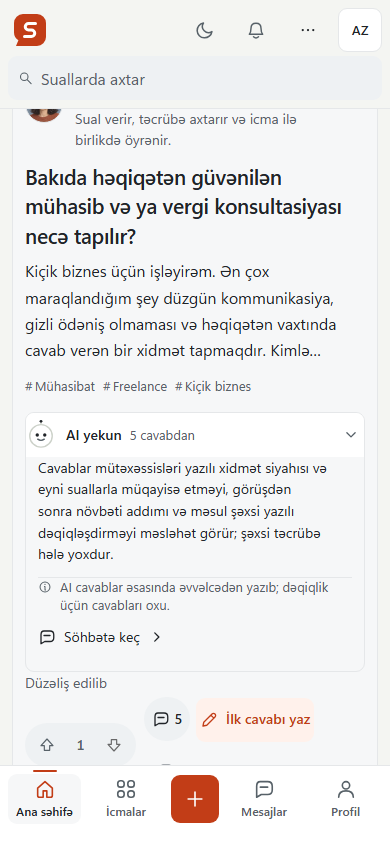 S
AZ
Suallarda axtar
Sual verir, təcrübə axtarır və icma ilə
birlikdə öyrənir.
Bakıda həqiqətən güvənilən
mühasib və ya vergi konsultasiyası
necə tapılır?
Kiçik biznes üçün işləyirəm. Ən çox
maraqlandığım şey düzgün kommunikasiya,
gizli ödəniş olmaması və həqiqətən vaxtında
cavab verən bir xidmət tapmaqdır. Kimlə...
# Mühasibat # Freelance # Kiçik biznes
AI yekun 5 cavabdan
Cavablar mütəxəssisləri yazılı xidmət siyahısı və
eyni suallarla müqayisə etməyi, görüşdən
sonra növbəti addımı və məsul şəxsi yazılı
dəqiqləşdirməyi məsləhət görür; şəxsi təcrübə
hələ yoxdur.
AI cavablar əsasında əvvəlcədən yazıb; dəqiqlik
üçün cavabları oxu.
Söhbətə keç
Düzəliş edilib
5 İlk cavabı yaz
1
Ana səhifə İcmalar Mesajlar Profil